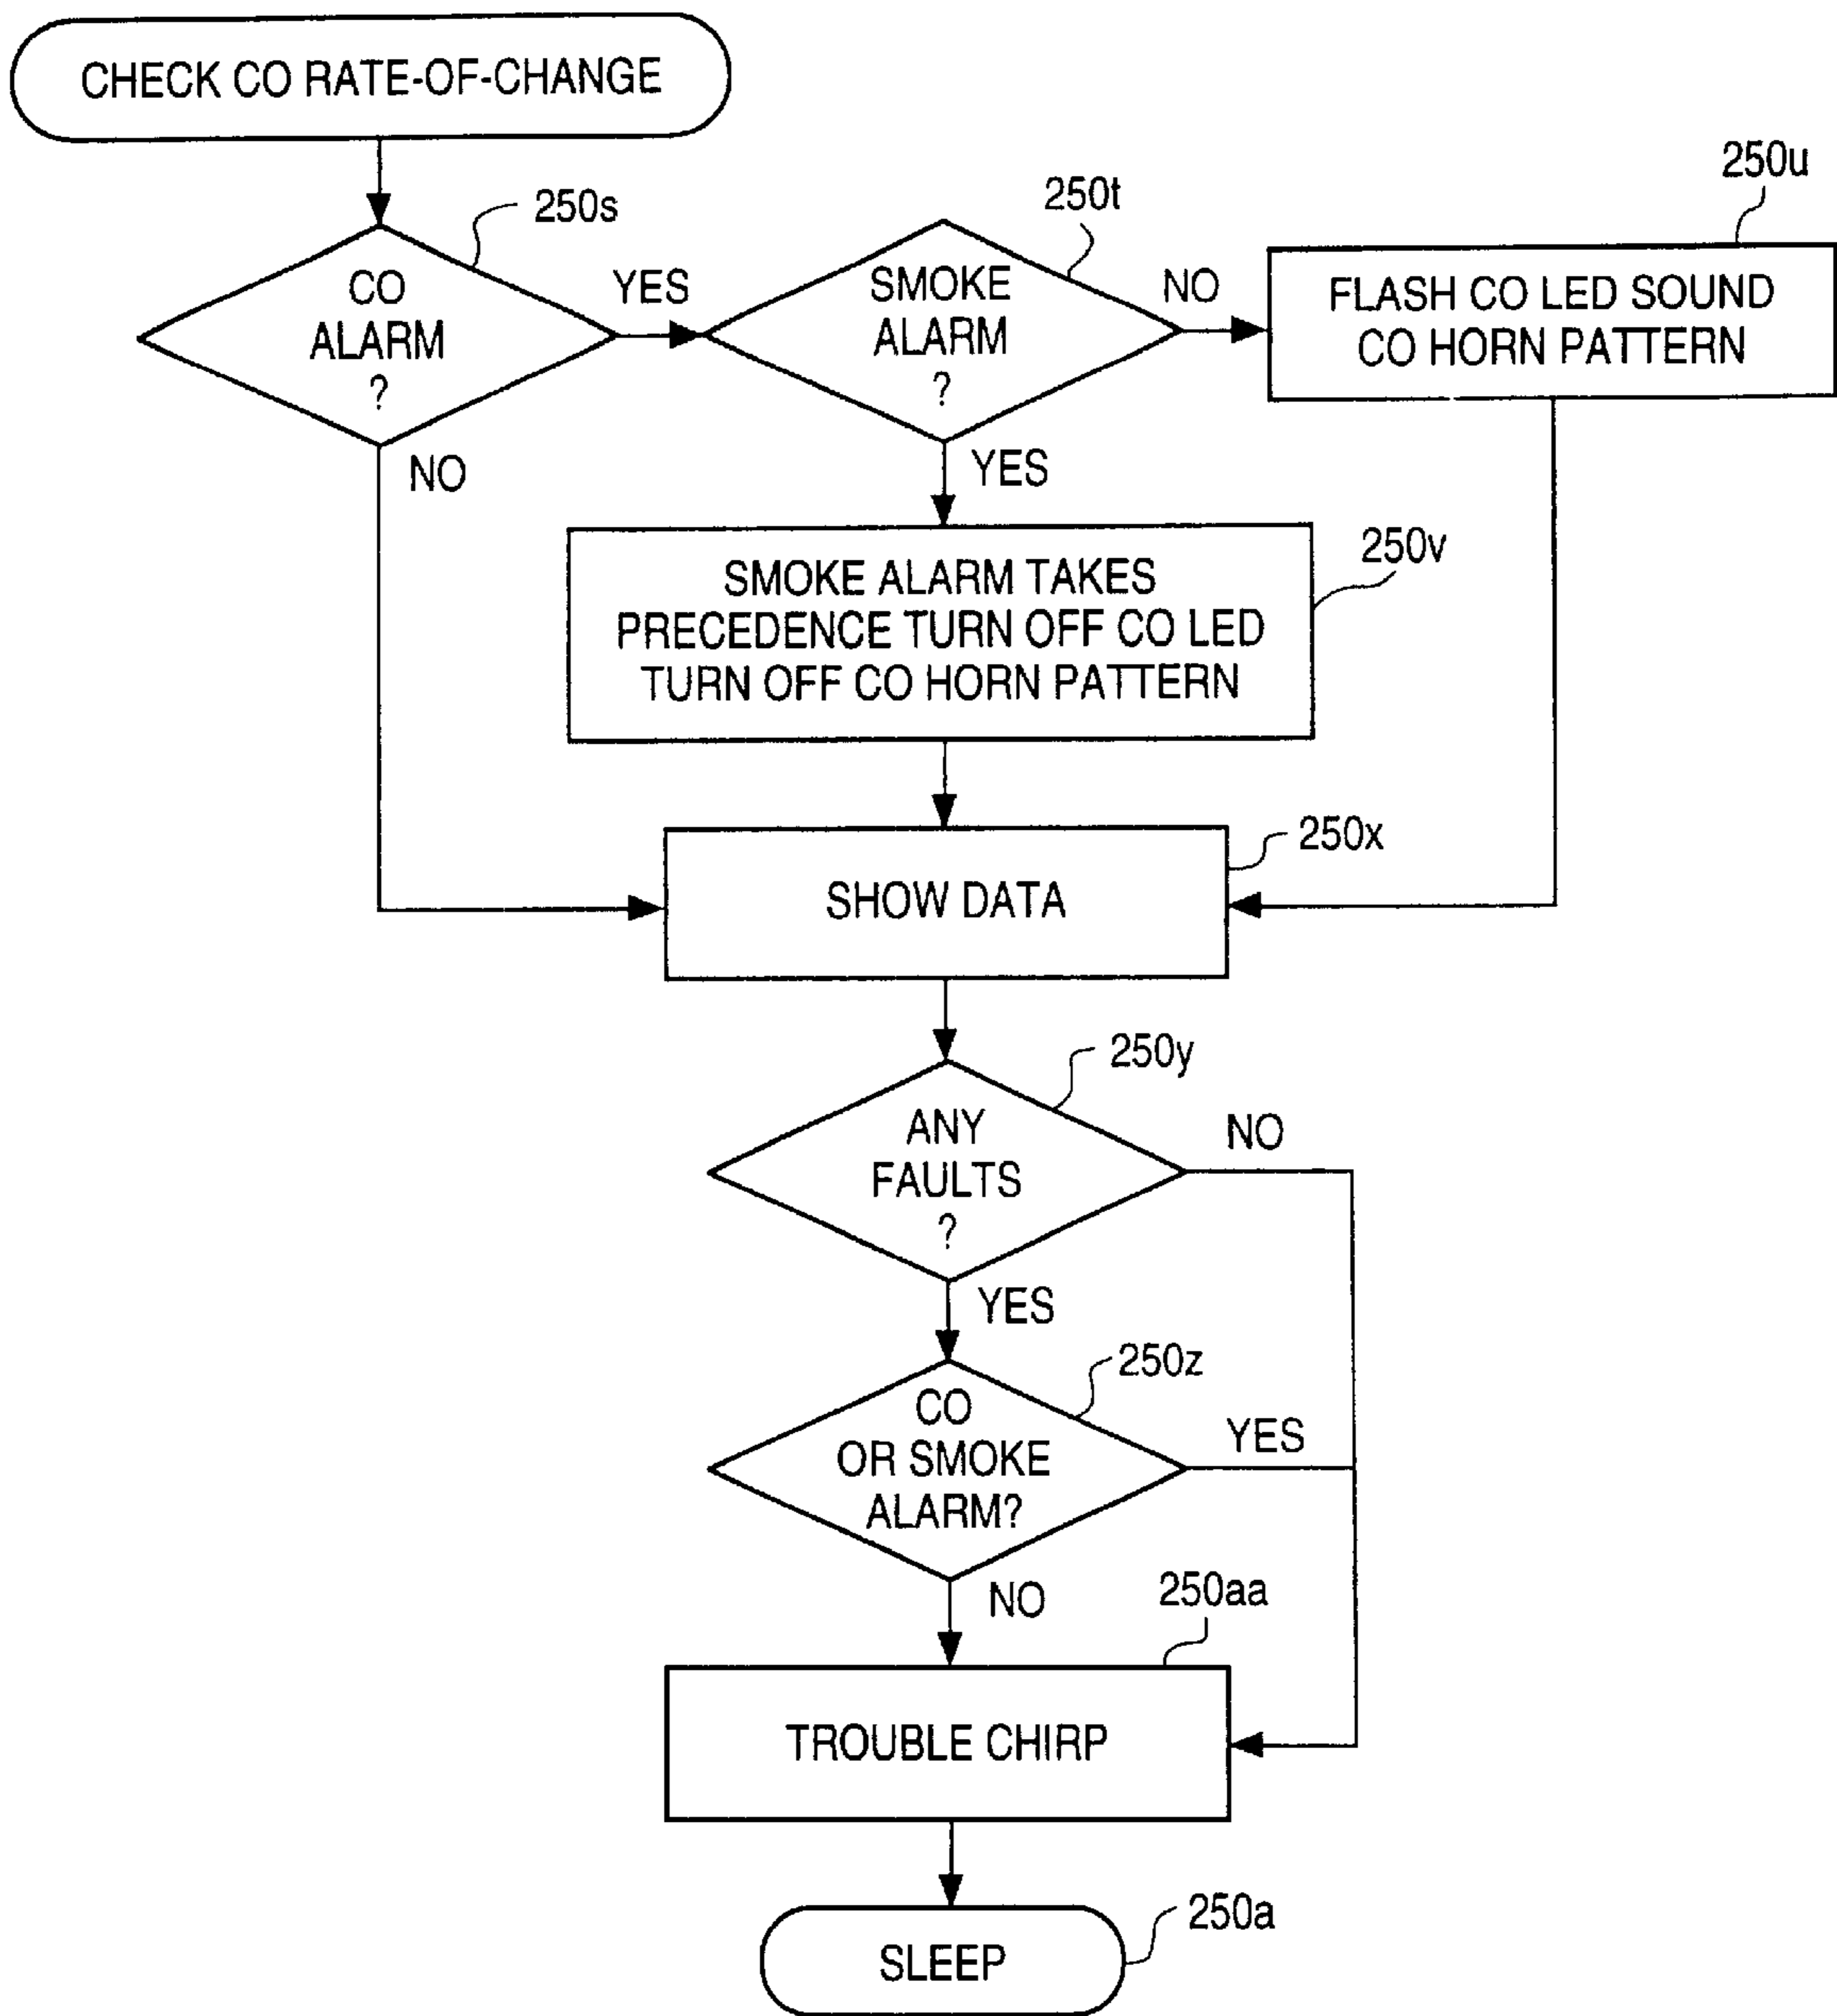 CHECK CO RATE-OF-CHANGE
250s
CO
ALARM
?
YES
NO
250t
SMOKE
ALARM
?
NO
YES
250u
FLASH CO LED SOUND
CO HORN PATTERN
250v
SMOKE ALARM TAKES
PRECEDENCE TURN OFF CO LED
TURN OFF CO HORN PATTERN
250x
SHOW DATA
250y
ANY
FAULTS
?
NO
YES
250z
CO
OR SMOKE
ALARM?
YES
NO
250aa
TROUBLE CHIRP
250a
SLEEP